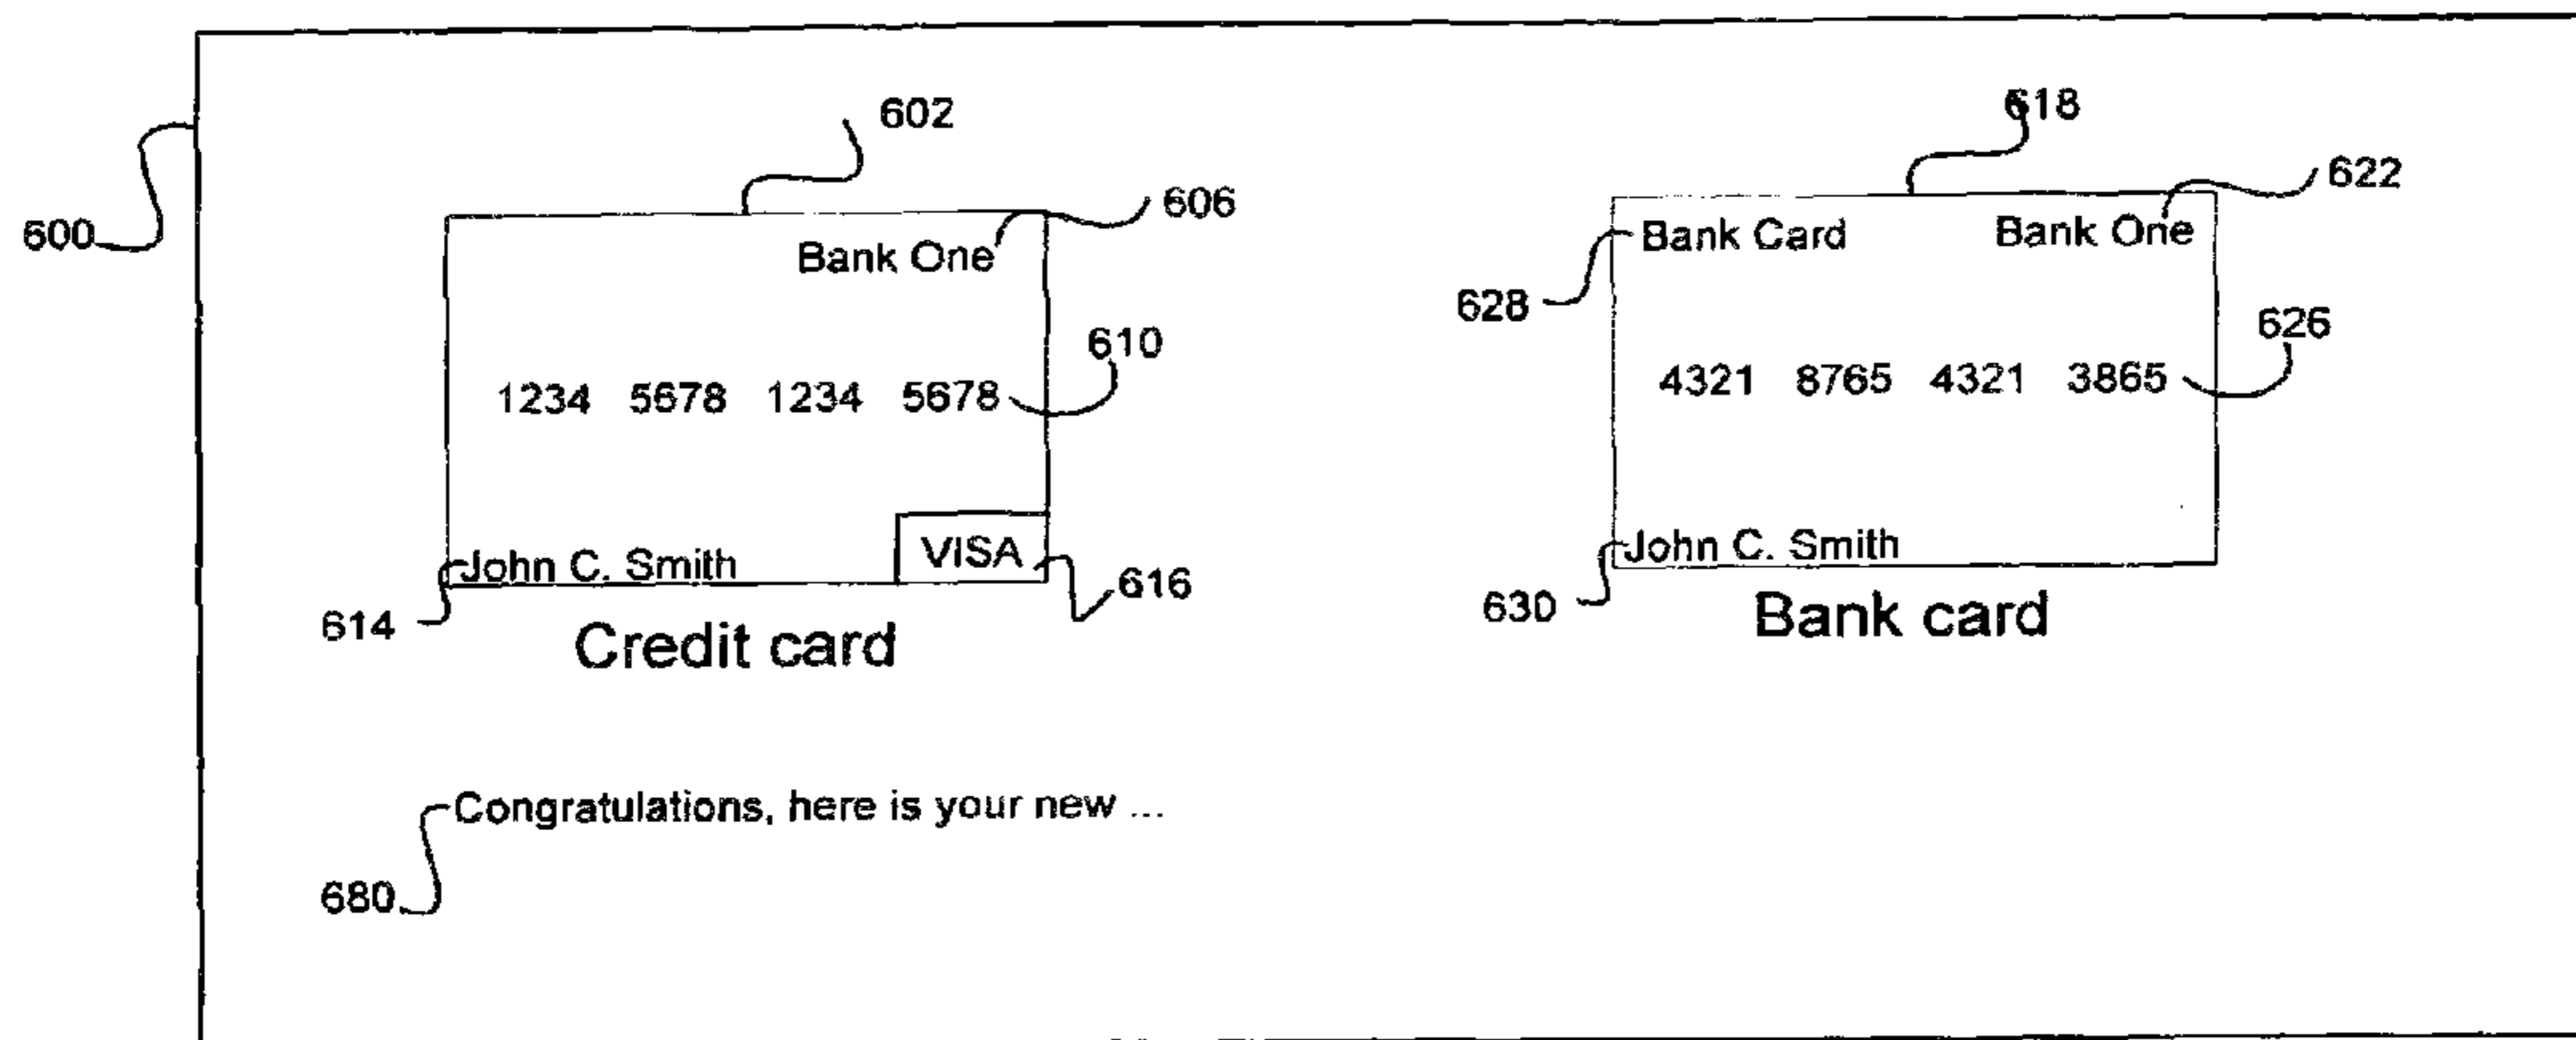 602
618
606
622
600
Bank One
Bank Card
Bank One
628
610
626
1234 5678 1234 5678
4321 8765 4321 3865
John C. Smith
VISA
John C. Smith
614
616
630
Credit card
Bank card
Congratulations, here is your new ...
680